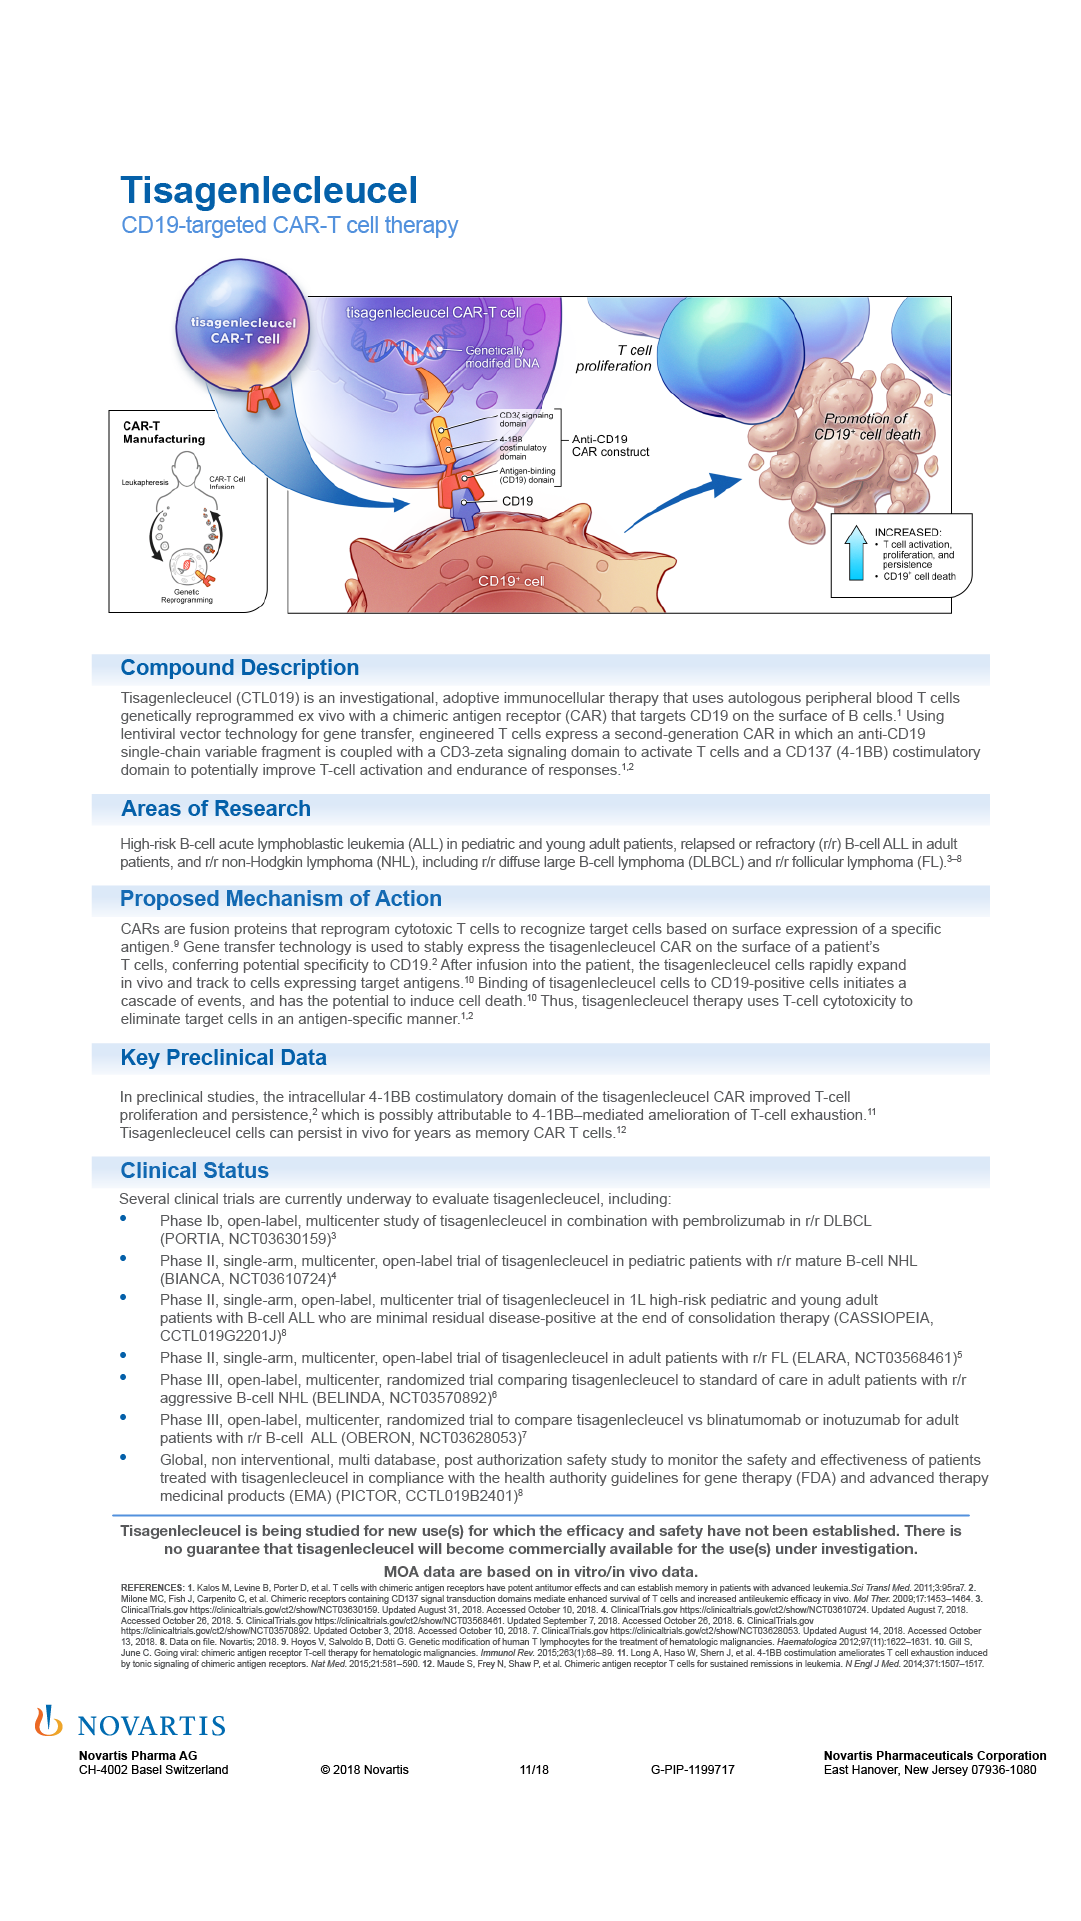 Tisagenlecleucel
CD19-targeted CAR-T cell therapy
tisagenlecleucel
CAR-T cell
tisagenlecleucel CAR-T cell
Genetically
modified DNA
T cell
proliferation
Promotion of
CD19⁺ cell death
CAR-T
Manufacturing
Leukapheresis
CAR-T Cell
Infusion
Genetic
Reprogramming
CD3ζ signaling
domain
4-1BB
costimulatory
domain
Antigen-binding
(CD19) domain
Anti-CD19
CAR construct
CD19
CD19⁺ cell
INCREASED:
• T cell activation,
proliferation, and
persistence
• CD19⁺ cell death
Compound Description
Tisagenlecleucel (CTL019) is an investigational, adoptive immunocellular therapy that uses autologous peripheral blood T cells
genetically reprogrammed ex vivo with a chimeric antigen receptor (CAR) that targets CD19 on the surface of B cells.¹ Using
lentiviral vector technology for gene transfer, engineered T cells express a second-generation CAR in which an anti-CD19
single-chain variable fragment is coupled with a CD3-zeta signaling domain to activate T cells and a CD137 (4-1BB) costimulatory
domain to potentially improve T-cell activation and endurance of responses.¹,²
Areas of Research
High-risk B-cell acute lymphoblastic leukemia (ALL) in pediatric and young adult patients, relapsed or refractory (r/r) B-cell ALL in adult
patients, and r/r non-Hodgkin lymphoma (NHL), including r/r diffuse large B-cell lymphoma (DLBCL) and r/r follicular lymphoma (FL).³–⁸
Proposed Mechanism of Action
CARs are fusion proteins that reprogram cytotoxic T cells to recognize target cells based on surface expression of a specific
antigen.⁹ Gene transfer technology is used to stably express the tisagenlecleucel CAR on the surface of a patient's
T cells, conferring potential specificity to CD19.² After infusion into the patient, the tisagenlecleucel cells rapidly expand
in vivo and track to cells expressing target antigens.¹⁰ Binding of tisagenlecleucel cells to CD19-positive cells initiates a
cascade of events, and has the potential to induce cell death.¹⁰ Thus, tisagenlecleucel therapy uses T-cell cytotoxicity to
eliminate target cells in an antigen-specific manner.¹,²
Key Preclinical Data
In preclinical studies, the intracellular 4-1BB costimulatory domain of the tisagenlecleucel CAR improved T-cell
proliferation and persistence,² which is possibly attributable to 4-1BB–mediated amelioration of T-cell exhaustion.¹¹
Tisagenlecleucel cells can persist in vivo for years as memory CAR T cells.¹²
Clinical Status
Several clinical trials are currently underway to evaluate tisagenlecleucel, including:
• Phase Ib, open-label, multicenter study of tisagenlecleucel in combination with pembrolizumab in r/r DLBCL
(PORTIA, NCT03630159)³
• Phase II, single-arm, multicenter, open-label trial of tisagenlecleucel in pediatric patients with r/r mature B-cell NHL
(BIANCA, NCT03610724)⁴
• Phase II, single-arm, open-label, multicenter trial of tisagenlecleucel in 1L high-risk pediatric and young adult
patients with B-cell ALL who are minimal residual disease-positive at the end of consolidation therapy (CASSIOPEIA,
CCTL019G2201J)⁸
• Phase II, single-arm, multicenter, open-label trial of tisagenlecleucel in adult patients with r/r FL (ELARA, NCT03568461)⁵
• Phase III, open-label, multicenter, randomized trial comparing tisagenlecleucel to standard of care in adult patients with r/r
aggressive B-cell NHL (BELINDA, NCT03570892)⁶
• Phase III, open-label, multicenter, randomized trial to compare tisagenlecleucel vs blinatumomab or inotuzumab for adult
patients with r/r B-cell ALL (OBERON, NCT03628053)⁷
• Global, non interventional, multi database, post authorization safety study to monitor the safety and effectiveness of patients
treated with tisagenlecleucel in compliance with the health authority guidelines for gene therapy (FDA) and advanced therapy
medicinal products (EMA) (PICTOR, CCTL019B2401)⁸
Tisagenlecleucel is being studied for new use(s) for which the efficacy and safety have not been established. There is
no guarantee that tisagenlecleucel will become commercially available for the use(s) under investigation.
MOA data are based on in vitro/in vivo data.
REFERENCES: 1. Kalos M, Levine B, Porter D, et al. T cells with chimeric antigen receptors have potent antitumor effects and can establish memory in patients with advanced leukemia.Sci Transl Med. 2011;3:95ra7. 2.
Milone MC, Fish J, Carpenito C, et al. Chimeric receptors containing CD137 signal transduction domains mediate enhanced survival of T cells and increased antileukemic efficacy in vivo. Mol Ther. 2009;17:1453–1464. 3.
ClinicalTrials.gov https://clinicaltrials.gov/ct2/show/NCT03630159. Updated August 31, 2018. Accessed October 10, 2018. 4. ClinicalTrials.gov https://clinicaltrials.gov/ct2/show/NCT03610724. Updated August 7, 2018.
Accessed October 26, 2018. 5. ClinicalTrials.gov https://clinicaltrials.gov/ct2/show/NCT03568461. Updated September 7, 2018. Accessed October 26, 2018. 6. ClinicalTrials.gov
https://clinicaltrials.gov/ct2/show/NCT03570892. Updated October 3, 2018. Accessed October 10, 2018. 7. ClinicalTrials.gov https://clinicaltrials.gov/ct2/show/NCT03628053. Updated August 14, 2018. Accessed October
13, 2018. 8. Data on file. Novartis; 2018. 9. Hoyos V, Salvoldo B, Dotti G. Genetic modification of human T lymphocytes for the treatment of hematologic malignancies. Haematologica 2012;97(11):1622–1631. 10. Gill S,
June C. Going viral: chimeric antigen receptor T-cell therapy for hematologic malignancies. Immunol Rev. 2015;263(1):68–89. 11. Long A, Haso W, Shern J, et al. 4-1BB costimulation ameliorates T cell exhaustion induced
by tonic signaling of chimeric antigen receptors. Nat Med. 2015;21:581–590. 12. Maude S, Frey N, Shaw P, et al. Chimeric antigen receptor T cells for sustained remissions in leukemia. N Engl J Med. 2014;371:1507–1517.
NOVARTIS
Novartis Pharma AG
CH-4002 Basel Switzerland
© 2018 Novartis
11/18
G-PIP-1199717
Novartis Pharmaceuticals Corporation
East Hanover, New Jersey 07936-1080